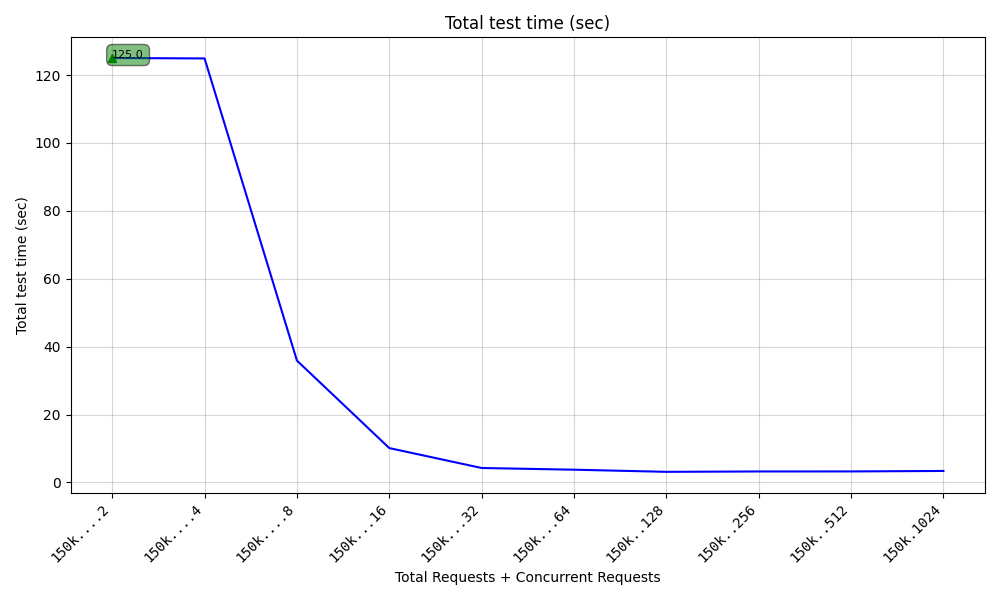 Total test time (sec)
125.0
Total test time (sec)
120
100
80
60
40
20
0
150k....2
150k....4
150k....8
150k...16
150k...32
150k...64
150k..128
150k..256
150k..512
150k.1024
Total Requests + Concurrent Requests